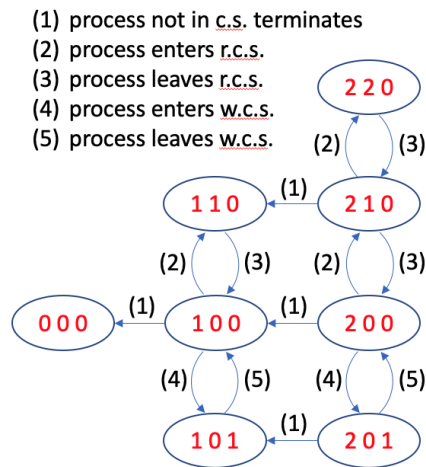 (1) process not in c.s. terminates
(2) process enters r.c.s.
(3) process leaves r.c.s.
(4) process enters w.c.s.
(5) process leaves w.c.s.
2 2 0
(2) (3)
(1)
1 1 0 2 1 0
(2) (3) (2) (3)
(1) (1)
0 0 0 1 0 0 2 0 0
(4) (5) (4) (5)
(1)
1 0 1 2 0 1